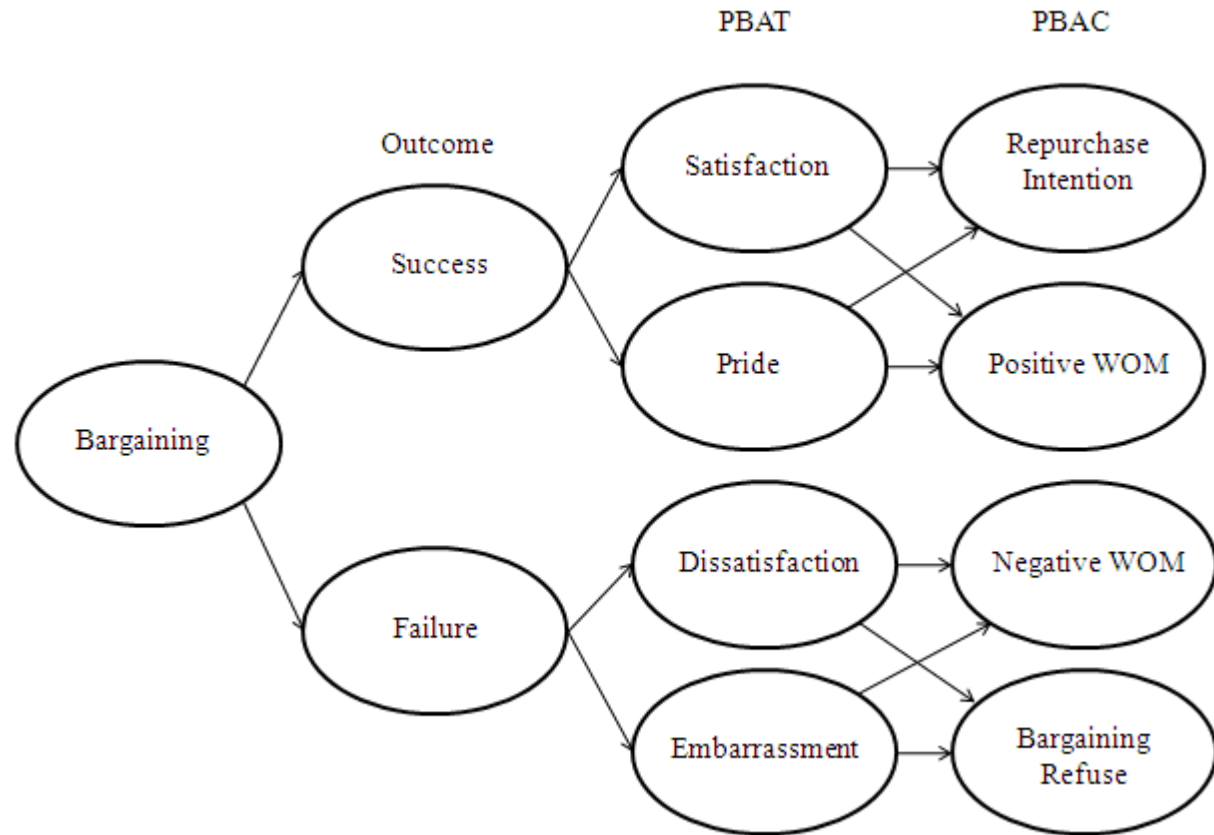 PBAT
PBAC
Outcome
Satisfaction
Repurchase
Intention
Success
Pride
Positive WOM
Bargaining
Dissatisfaction
Negative WOM
Failure
Embarrassment
Bargaining
Refuse